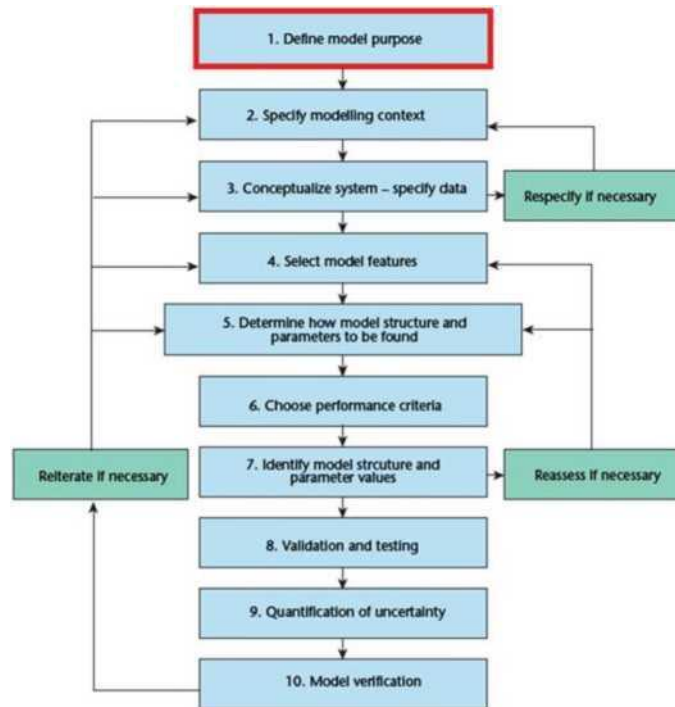 1. Define model purpose
2. Specify modelling context
3. Conceptualize system – specify data
Respecify if necessary
4. Select model features
5. Determine how model structure and
parameters to be found
6. Choose performance criteria
Reiterate if necessary
7. Identify model strcuture and
parameter values
Reassess if necessary
8. Validation and testing
9. Quantification of uncertainty
10. Model verification